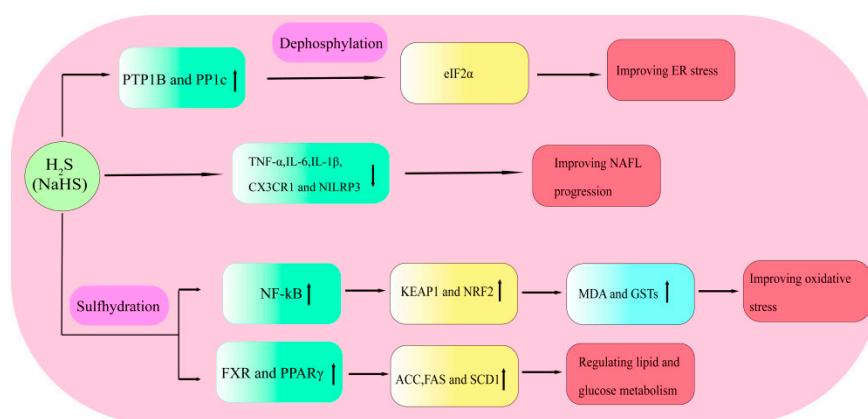 Dephosphylation
PTP1B and PP1c
eIF2α
Improving ER stress
H2S
(NaHS)
TNF-α,IL-6,IL-1β,
CX3CR1 and NILRP3
Improving NAFL
progression
Sulfhydration
NF-kB
KEAP1 and NRF2
MDA and GSTs
Improving oxidative
stress
FXR and PPARγ
ACC,FAS and SCD1
Regulating lipid and
glucose metabolism